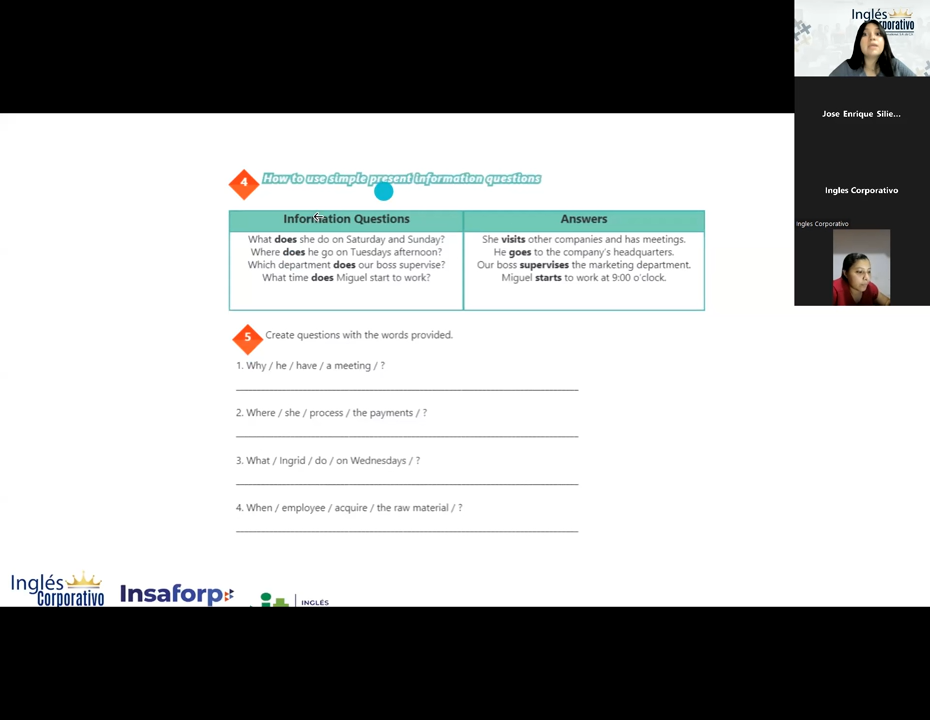 Inglés
Corporativo
Jose Enrique Silie...
Ingles Corporativo
Ingles Corporativo
4
How to use simple present information questions
Information Questions
Answers
What does she do on Saturday and Sunday?
She visits other companies and has meetings.
Where does he go on Tuesdays afternoon?
He goes to the company's headquarters.
Which department does our boss supervise?
Our boss supervises the marketing department.
What time does Miguel start to work?
Miguel starts to work at 9:00 o'clock.
5
Create questions with the words provided.
1. Why / he / have / a meeting / ?
2. Where / she / process / the payments / ?
3. What / Ingrid / do / on Wednesdays / ?
4. When / employee / acquire / the raw material / ?
Inglés
Corporativo
Insaforp
INGLÉS